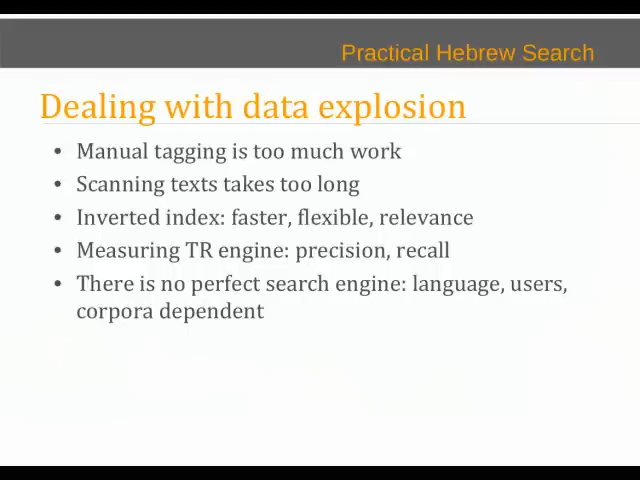 Practical Hebrew Search
Dealing with data explosion
• Manual tagging is too much work
• Scanning texts takes too long
• Inverted index: faster, flexible, relevance
• Measuring TR engine: precision, recall
• There is no perfect search engine: language, users,
corpora dependent